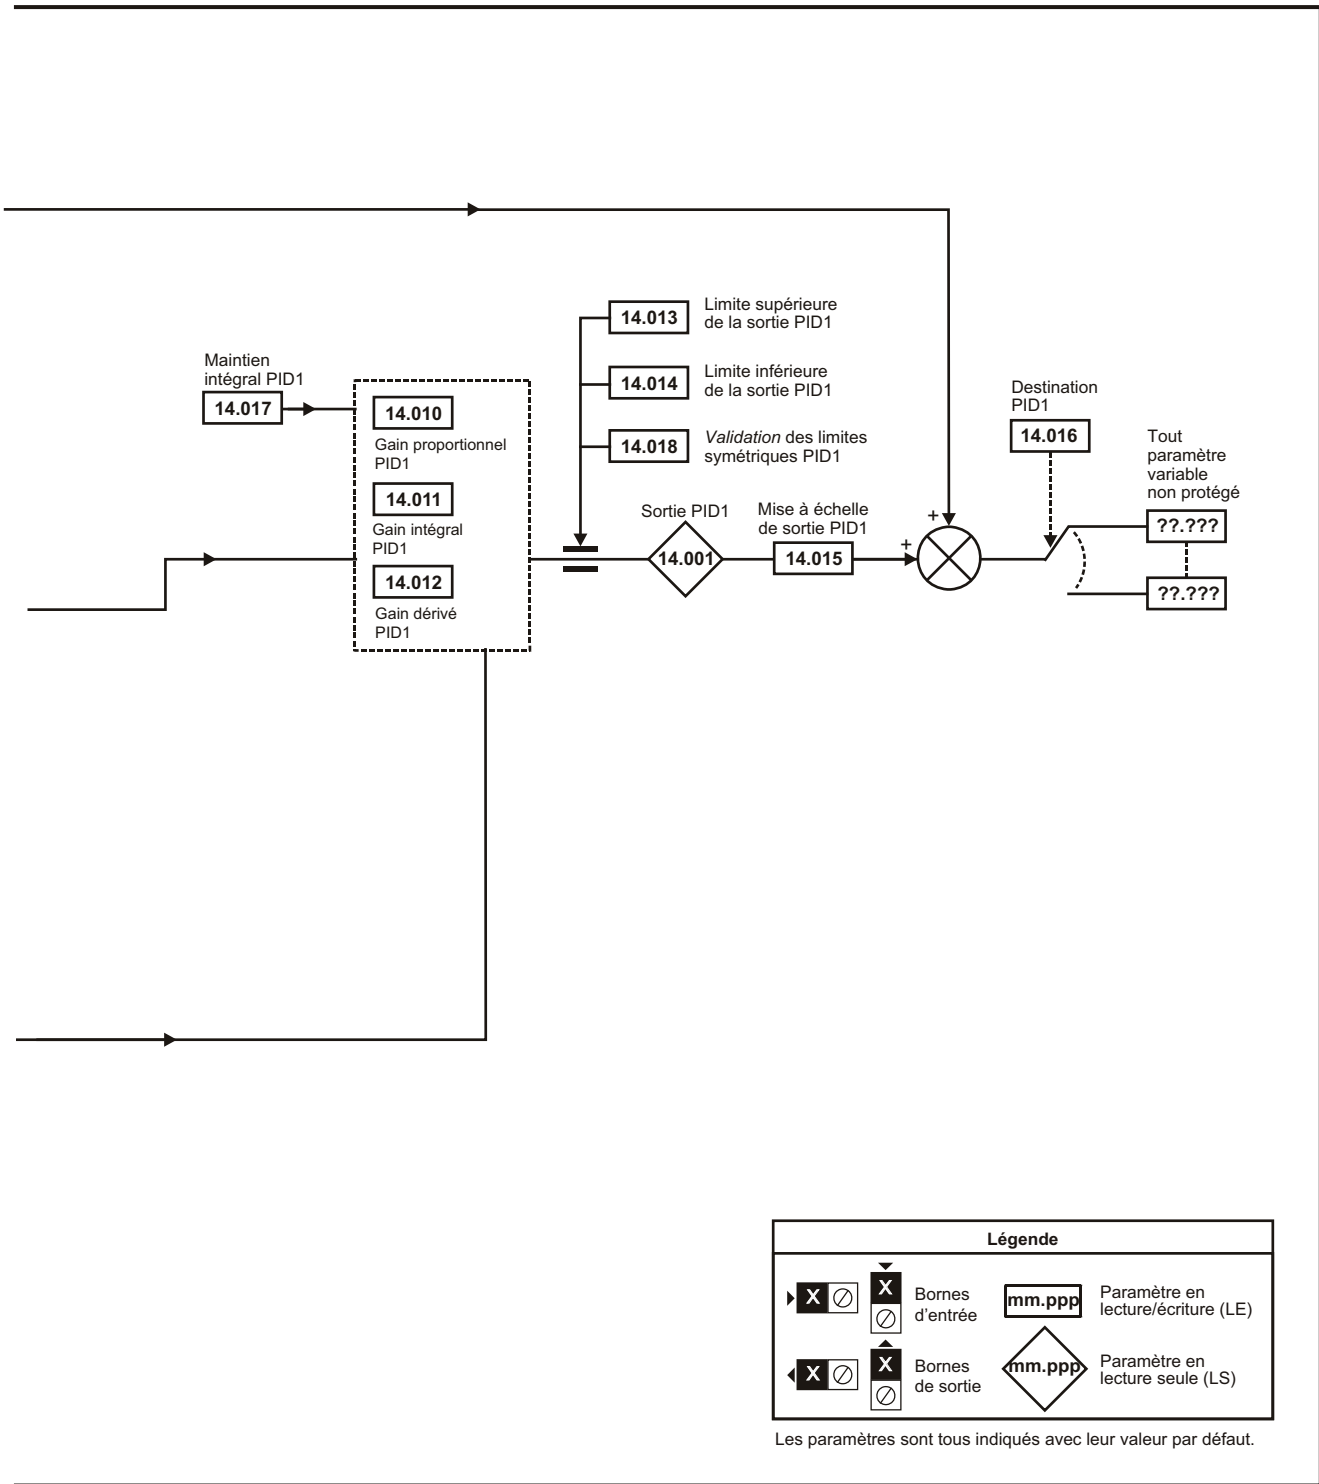 Limite supérieure
de la sortie PID1
14.013
Maintien
intégral PID1
14.017
14.010
Gain proportionnel
PID1
14.011
Gain intégral
PID1
14.012
Gain dérivé
PID1
Limite inférieure
de la sortie PID1
14.014
Validation des limites
symétriques PID1
14.018
Sortie PID1
14.001
Mise à échelle
de sortie PID1
14.015
+
+
Destination
PID1
14.016
Tout
paramètre
variable
non protégé
??.???
??.???
Légende
X
X
Bornes
d'entrée
mm.ppp
Paramètre en
lecture/écriture (LE)
X
X
Bornes
de sortie
mm.ppp
Paramètre en
lecture seule (LS)
Les paramètres sont tous indiqués avec leur valeur par défaut.